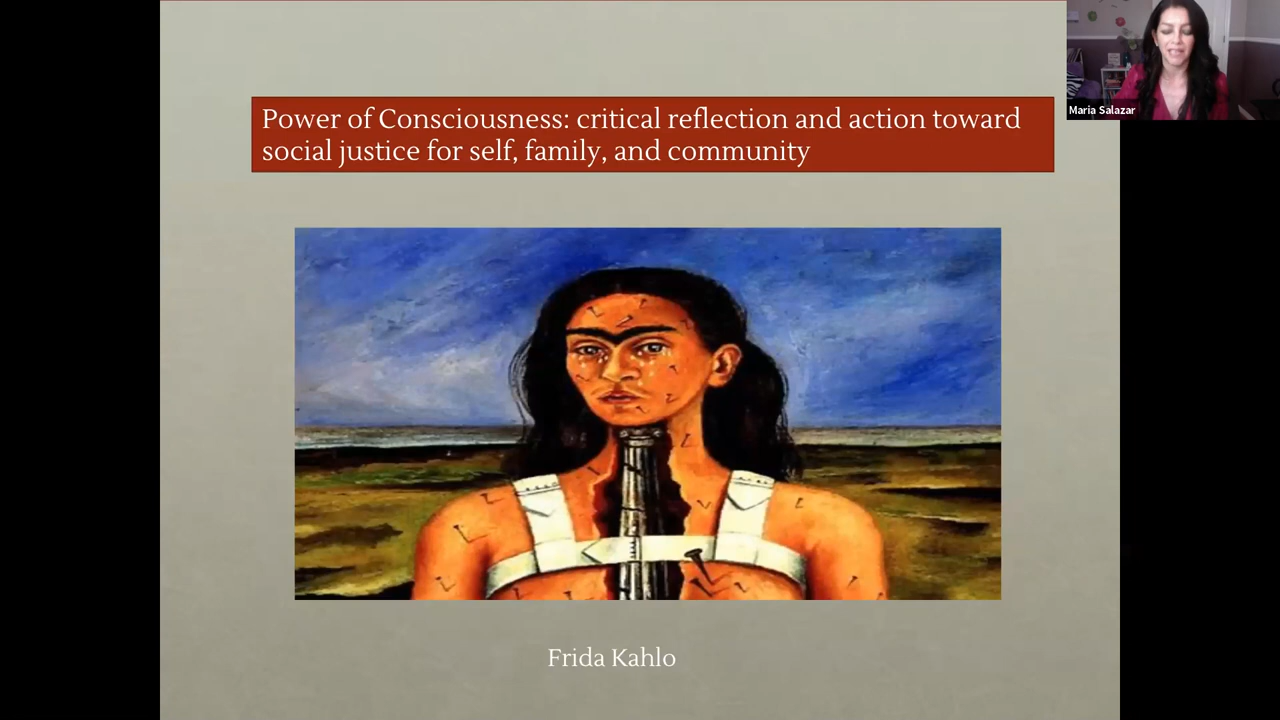 Power of Consciousness: critical reflection and action toward
social justice for self, family, and community
Maria Salazar
Frida Kahlo